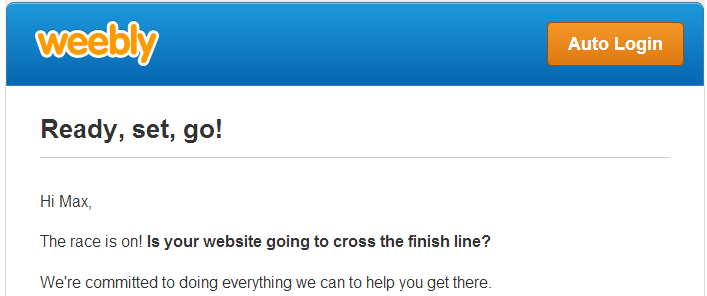 weebly
Auto Login
Ready, set, go!
Hi Max,
The race is on! Is your website going to cross the finish line?
We're committed to doing everything we can to help you get there.